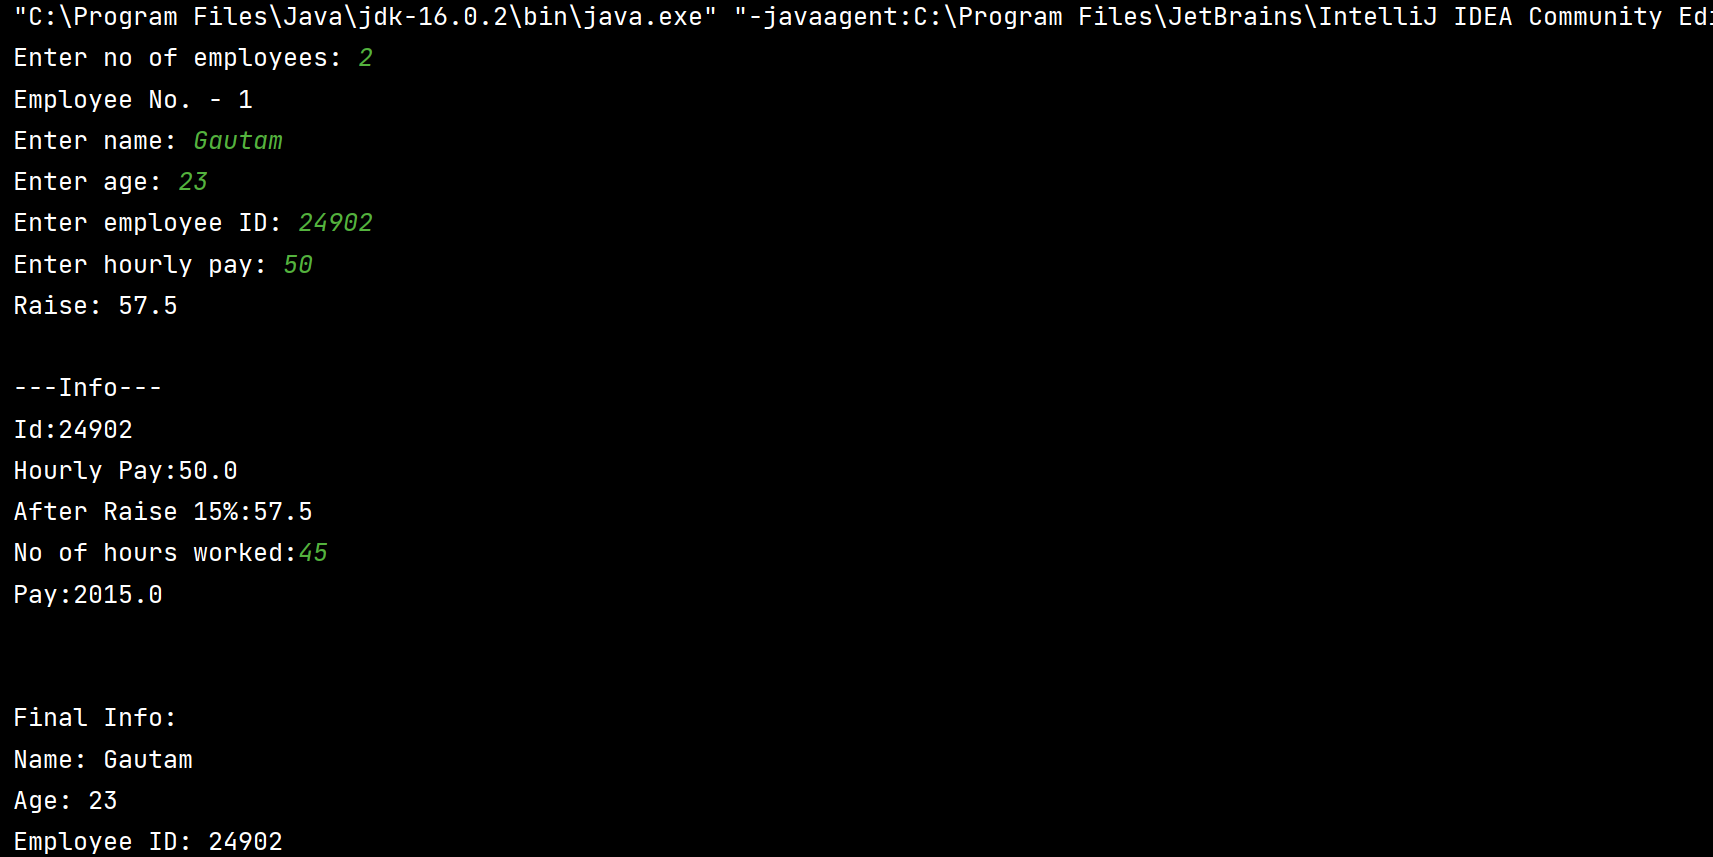 "C:\Program Files\Java\jdk-16.0.2\bin\java.exe" "-javaagent:C:\Program Files\JetBrains\IntelliJ IDEA Community Edi
Enter no of employees: 2
Employee No. - 1
Enter name: Gautam
Enter age: 23
Enter employee ID: 24902
Enter hourly pay: 50
Raise: 57.5
---Info---
Id:24902
Hourly Pay:50.0
After Raise 15%:57.5
No of hours worked:45
Pay:2015.0
Final Info:
Name: Gautam
Age: 23
Employee ID: 24902